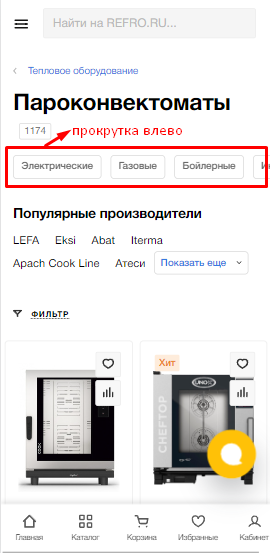 Найти на REFRO.RU...
Тепловое оборудование
Пароконвектоматы
1174
прокрутка влево
Электрические Газовые Бойлерные
Популярные производители
LEFA Eksi Abat Iterma
Apach Cook Line Атеси Показать еще
ФИЛЬТР
Хит
UNOX
CHEFTOP
Главная Каталог Корзина Избранные Кабинет